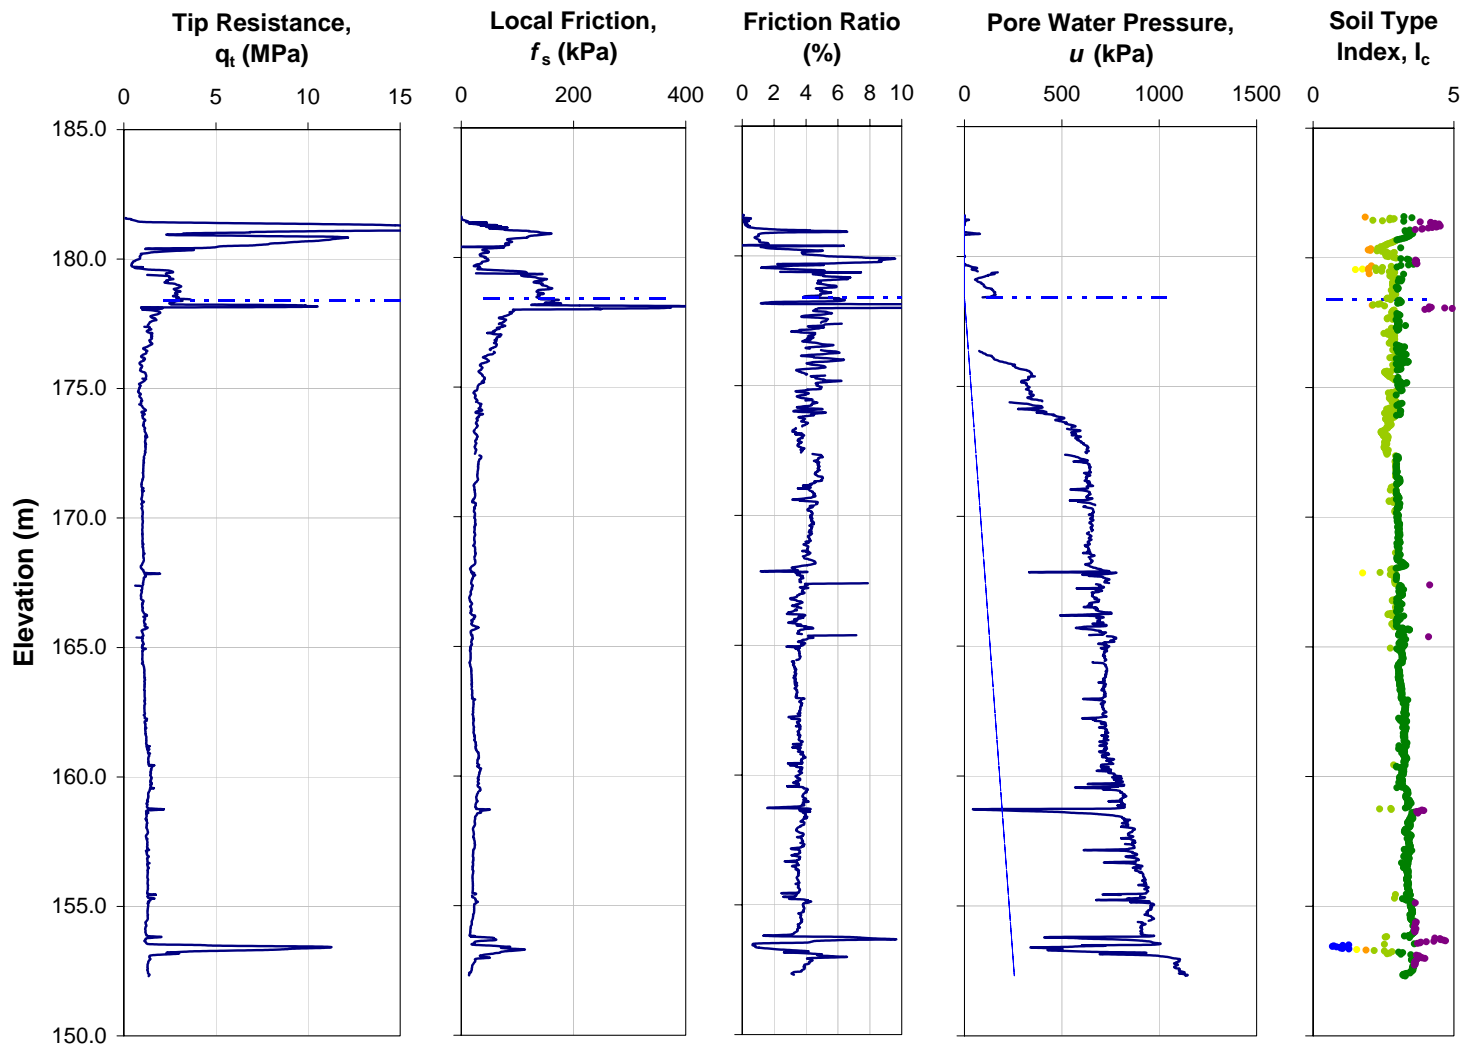 Tip Resistance,
qt (MPa)
Local Friction,
fs (kPa)
Friction Ratio
(%)
Pore Water Pressure,
u (kPa)
Soil Type
Index, Ic
0 5 10 15
0 200 400
0 2 4 6 8 10
0 500 1000 1500
0 5
185.0
180.0
175.0
170.0
165.0
160.0
155.0
150.0
Elevation (m)